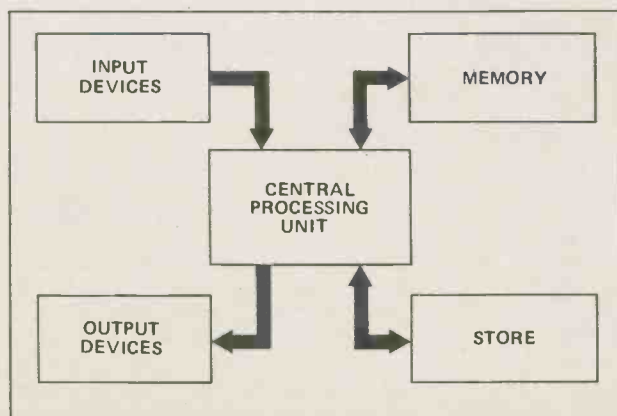 INPUT
DEVICES
MEMORY
CENTRAL
PROCESSING
UNIT
OUTPUT
DEVICES
STORE